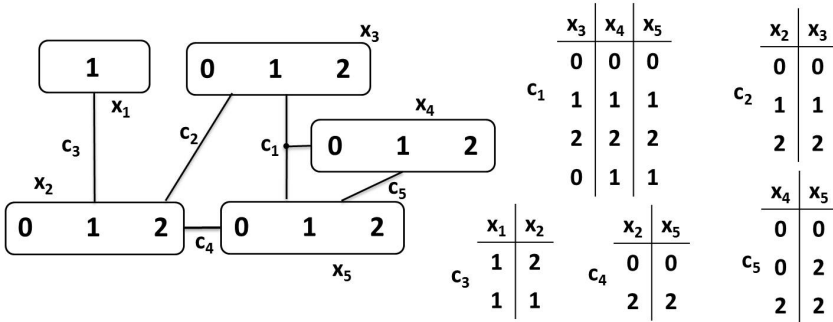 x₃
1
0 1 2
x₁
x₄
c₃
c₂
c₁
0 1 2
x₂
c₅
0 1 2
c₄
0 1 2
x₅
c₁
x₃ x₄ x₅
0 0 0
1 1 1
2 2 2
0 1 1
c₂
x₂ x₃
0 0
1 1
2 2
c₃
x₁ x₂
1 2
1 1
c₄
x₂ x₅
0 0
2 2
c₅
x₄ x₅
0 0
0 2
2 2